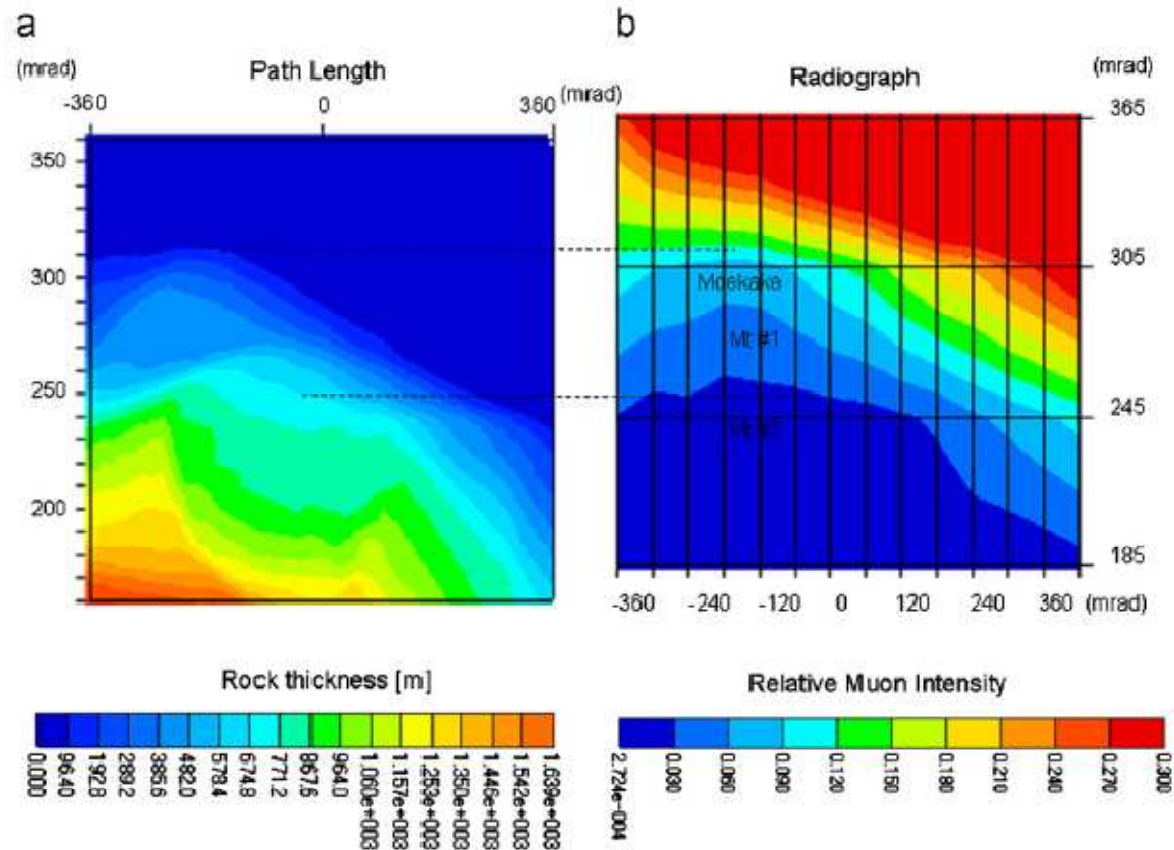 a
b
(mrad)
Path Length
-360 0 360 (mrad)
350
300
250
200
Radiograph
(mrad)
365
305
245
185
Moekake
Mt #1
-360 -240 -120 0 120 240 360 (mrad)
Rock thickness [m]
0.000 96.40 192.8 289.2 385.6 482.0 578.4 674.8 771.2 867.6 964.0 1.060e+003 1.157e+003 1.253e+003 1.350e+003 1.446e+003 1.542e+003 1.639e+003
Relative Muon Intensity
2.724e-004 0.030 0.060 0.090 0.120 0.150 0.180 0.210 0.240 0.270 0.300